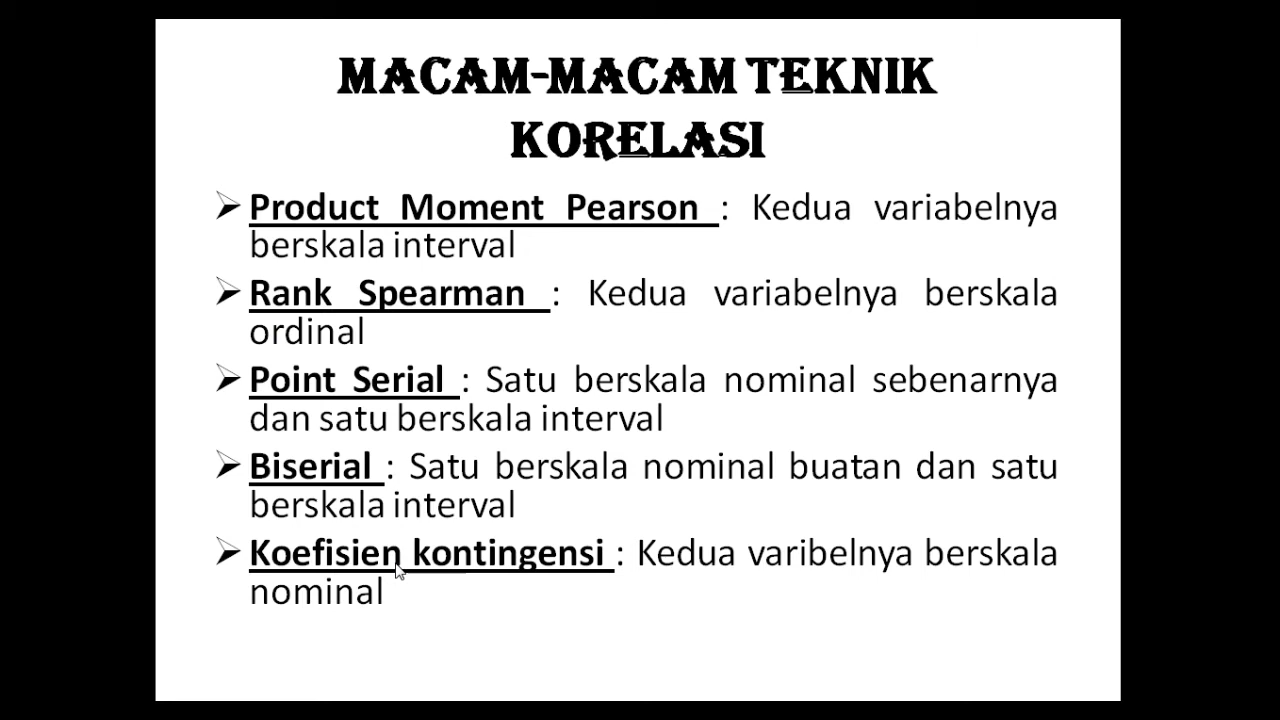 MACAM-MACAM TEKNIK
KORELASI
➢ Product Moment Pearson : Kedua variabelnya
berskala interval
➢ Rank Spearman : Kedua variabelnya berskala
ordinal
➢ Point Serial : Satu berskala nominal sebenarnya
dan satu berskala interval
➢ Biserial : Satu berskala nominal buatan dan satu
berskala interval
➢ Koefisien kontingensi : Kedua varibelnya berskala
nominal